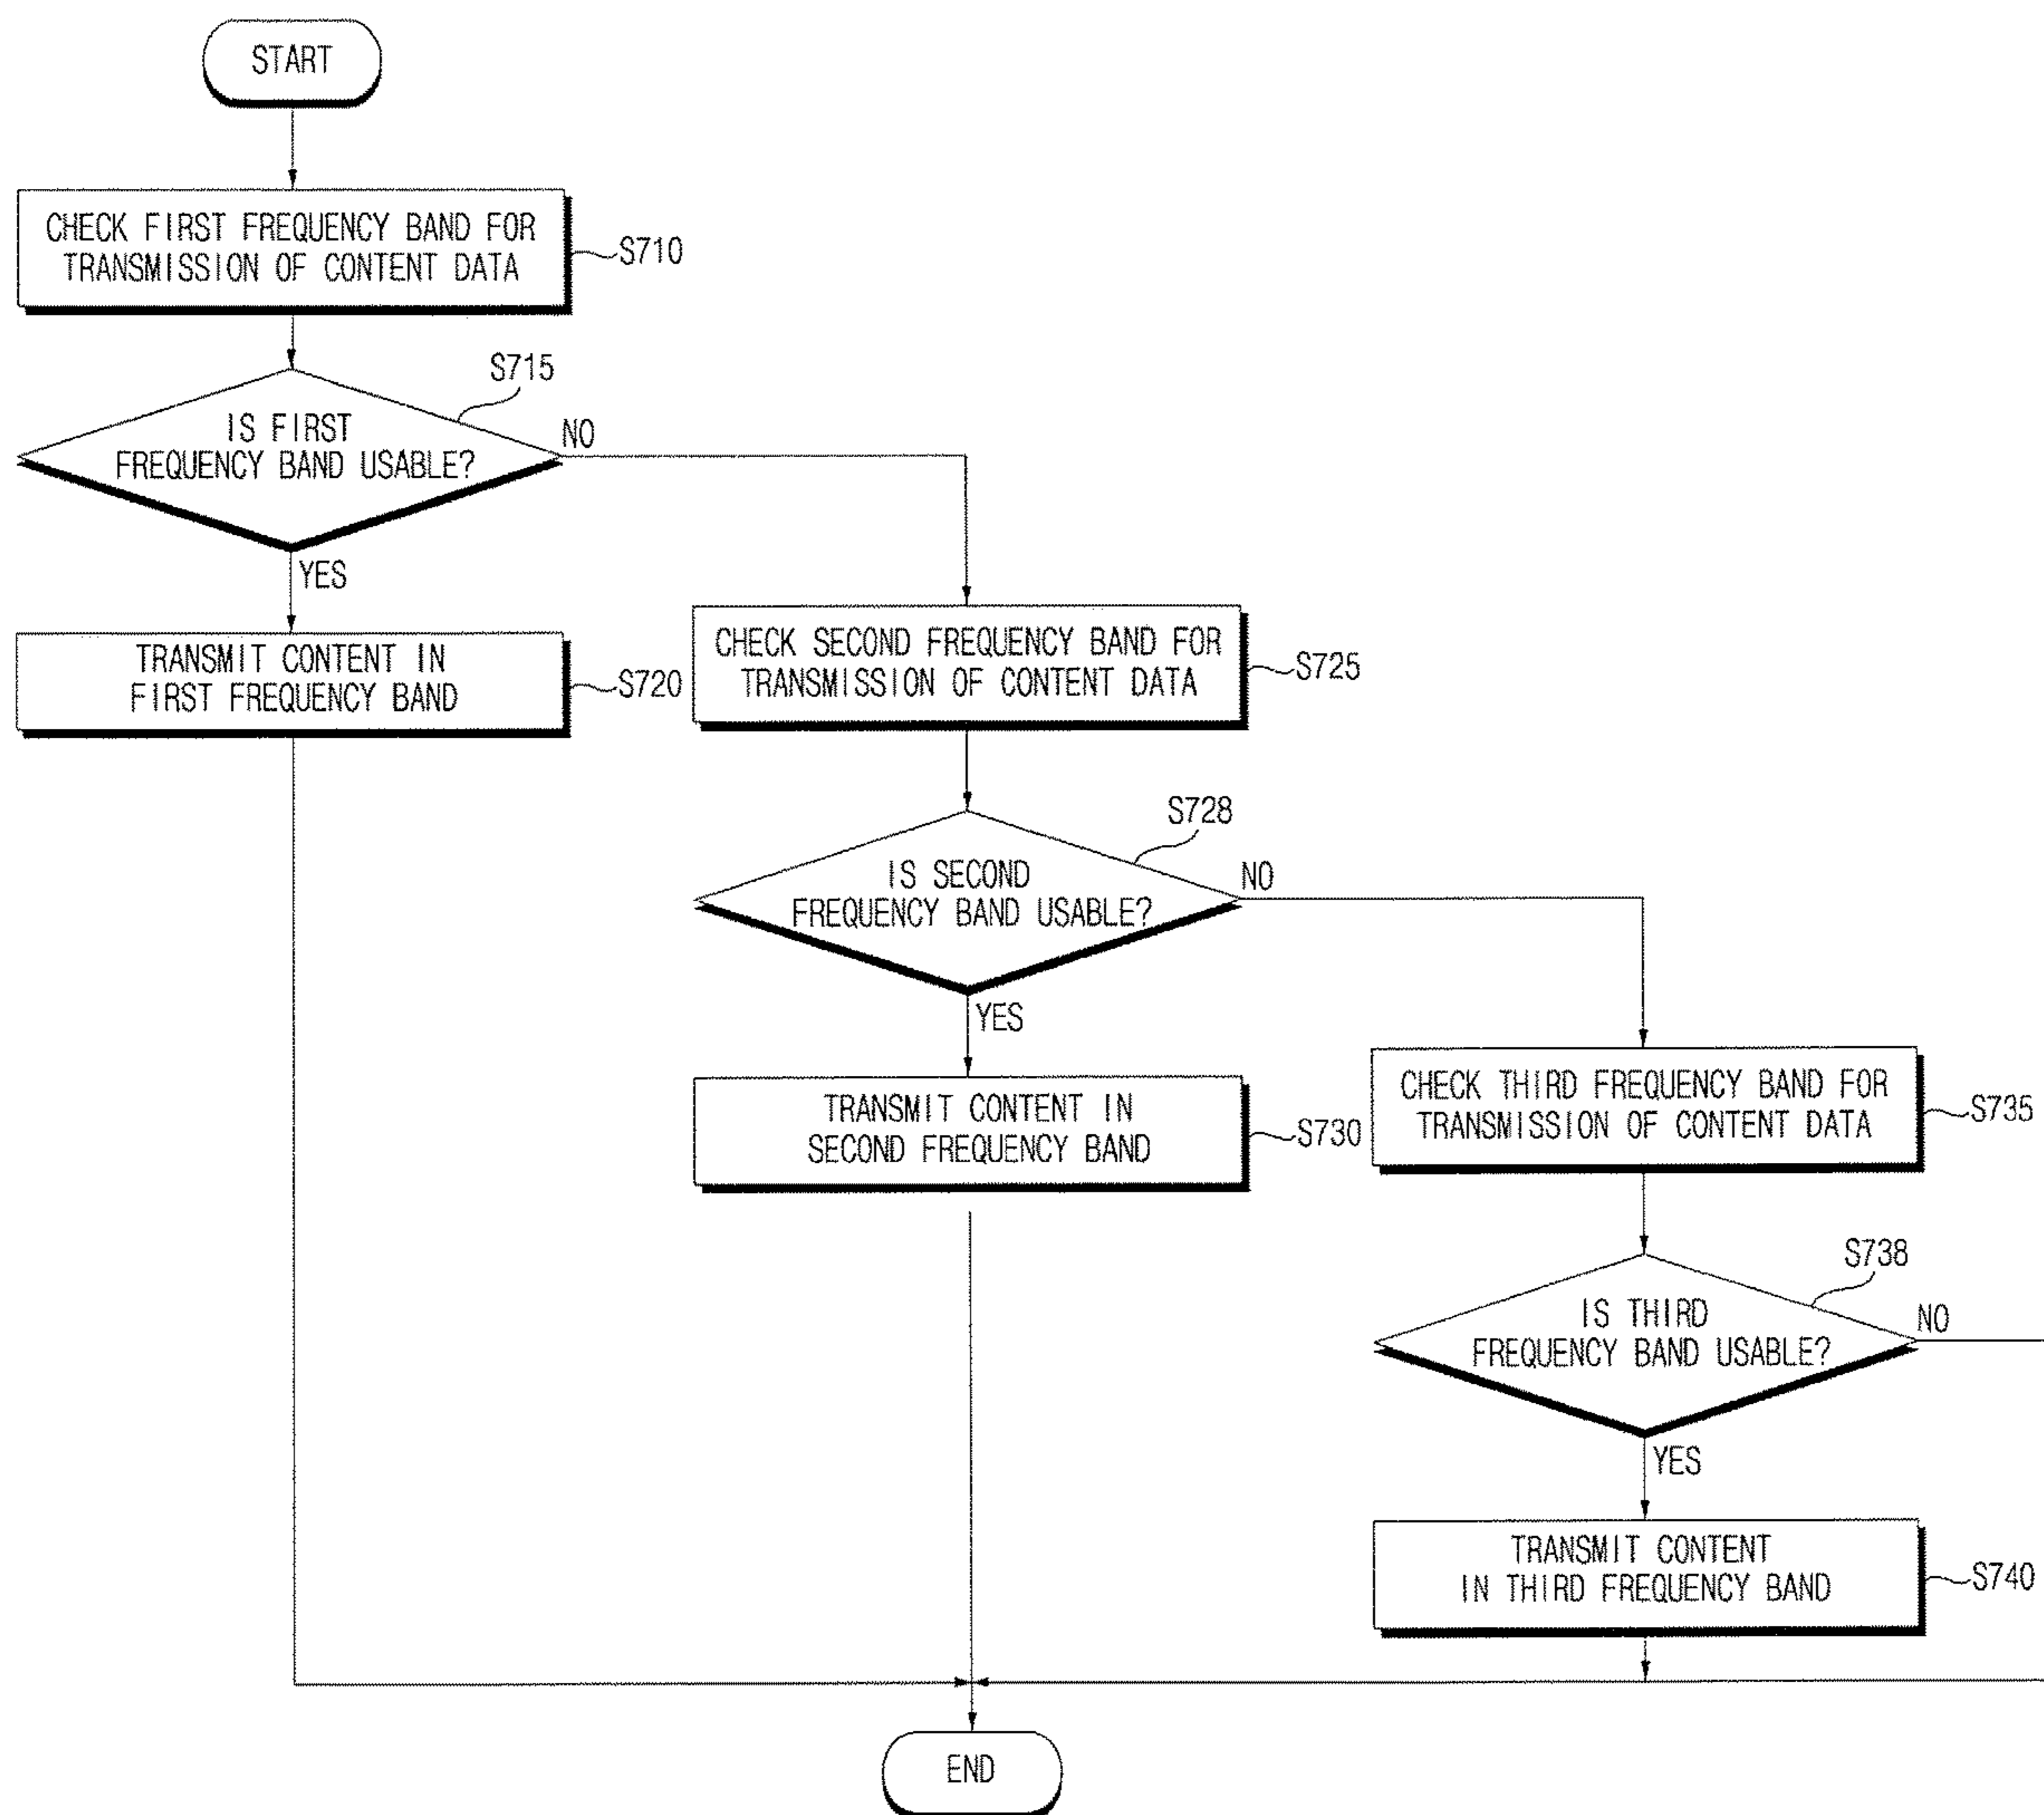 START
CHECK FIRST FREQUENCY BAND FOR
TRANSMISSION OF CONTENT DATA
S710
S715
IS FIRST
FREQUENCY BAND USABLE?
NO
YES
TRANSMIT CONTENT IN
FIRST FREQUENCY BAND
S720
CHECK SECOND FREQUENCY BAND FOR
TRANSMISSION OF CONTENT DATA
S725
S728
IS SECOND
FREQUENCY BAND USABLE?
NO
YES
TRANSMIT CONTENT IN
SECOND FREQUENCY BAND
S730
CHECK THIRD FREQUENCY BAND FOR
TRANSMISSION OF CONTENT DATA
S735
S738
IS THIRD
FREQUENCY BAND USABLE?
NO
YES
TRANSMIT CONTENT
IN THIRD FREQUENCY BAND
S740
END